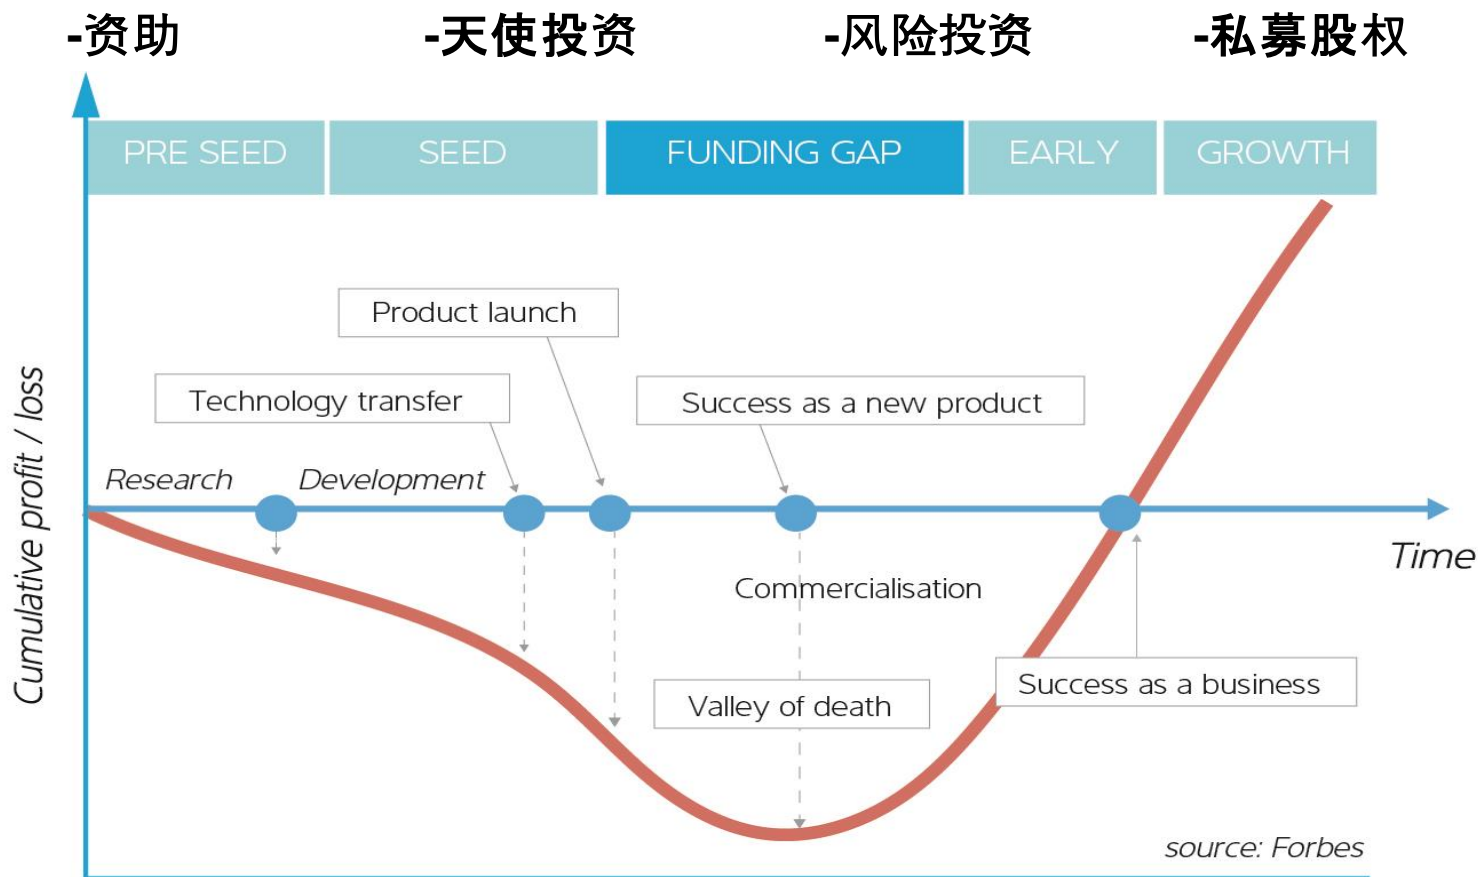 -资助
-天使投资
-风险投资
-私募股权
PRE SEED
SEED
FUNDING GAP
EARLY
GROWTH
Product launch
Technology transfer
Success as a new product
Research
Development
Cumulative profit / loss
Time
Commercialisation
Valley of death
Success as a business
source: Forbes